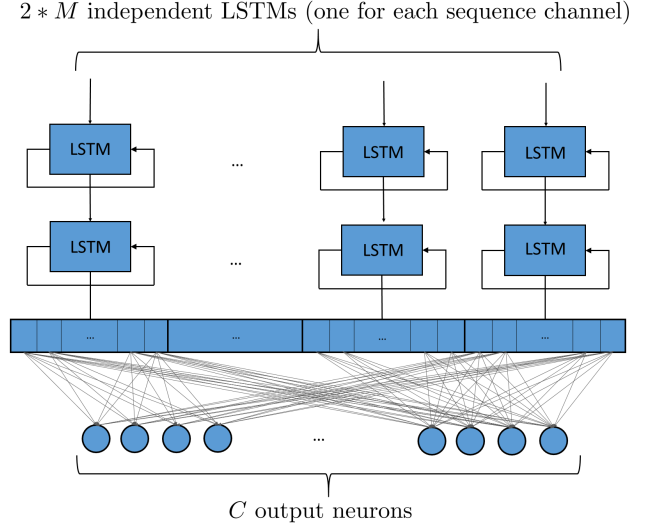 2 ∗ M independent LSTMs (one for each sequence channel)
LSTM ... LSTM LSTM
LSTM ... LSTM LSTM
... ... ... ...
...
C output neurons